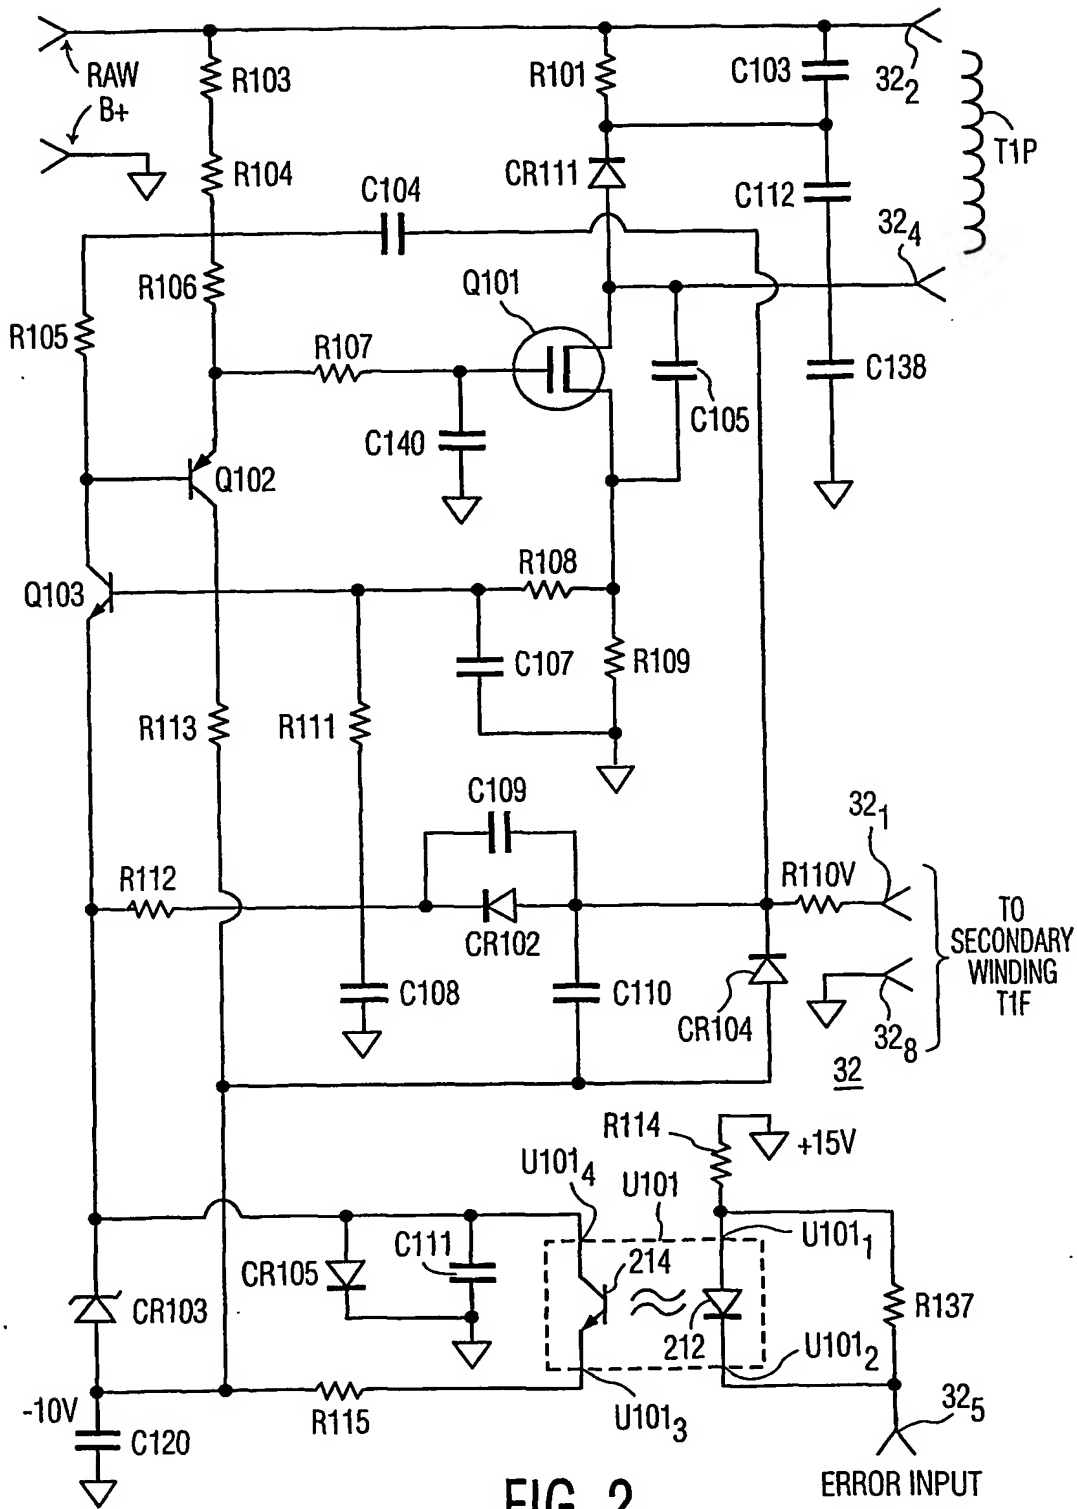 RAW
B+
R103
R101
C103
32₂
T1P
R104
C104
CR111
C112
32₄
R106
Q101
R105
R107
C138
C105
C140
Q102
R108
Q103
C107
R109
R113
R111
C109
32₁
R112
R110V
CR102
TO
SECONDARY
WINDING
T1F
C108
C110
CR104
32₈
32
R114
+15V
U101₄
U101
U101₁
CR105
C111
214
CR103
212
R137
U101₂
-10V
R115
U101₃
32₅
C120
ERROR INPUT
FIG. 2